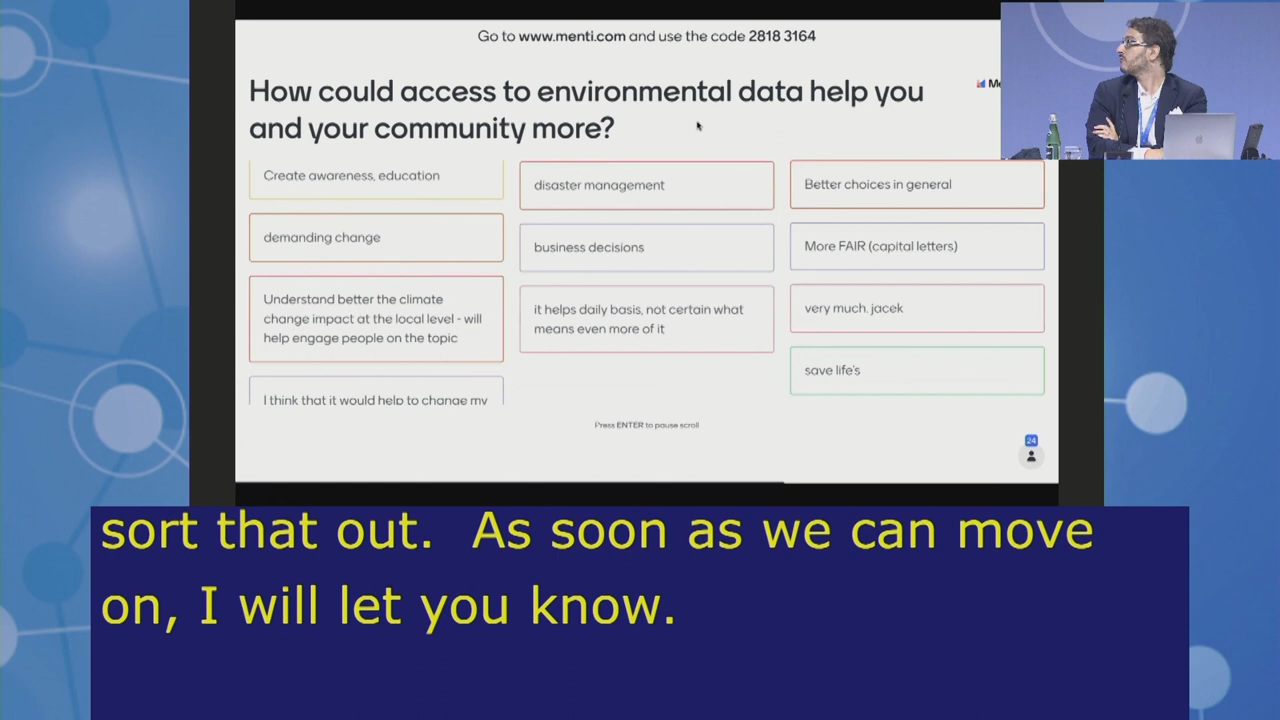 Go to www.menti.com and use the code 2818 3164
How could access to environmental data help you
and your community more?
Create awareness, education
demanding change
Understand better the climate
change impact at the local level - will
help engage people on the topic
I think that it would help to change my
disaster management
business decisions
it helps daily basis, not certain what
means even more of it
Better choices in general
More FAIR (capital letters)
very much. jacek
save life's
Press ENTER to pause scroll
24
sort that out. As soon as we can move
on, I will let you know.